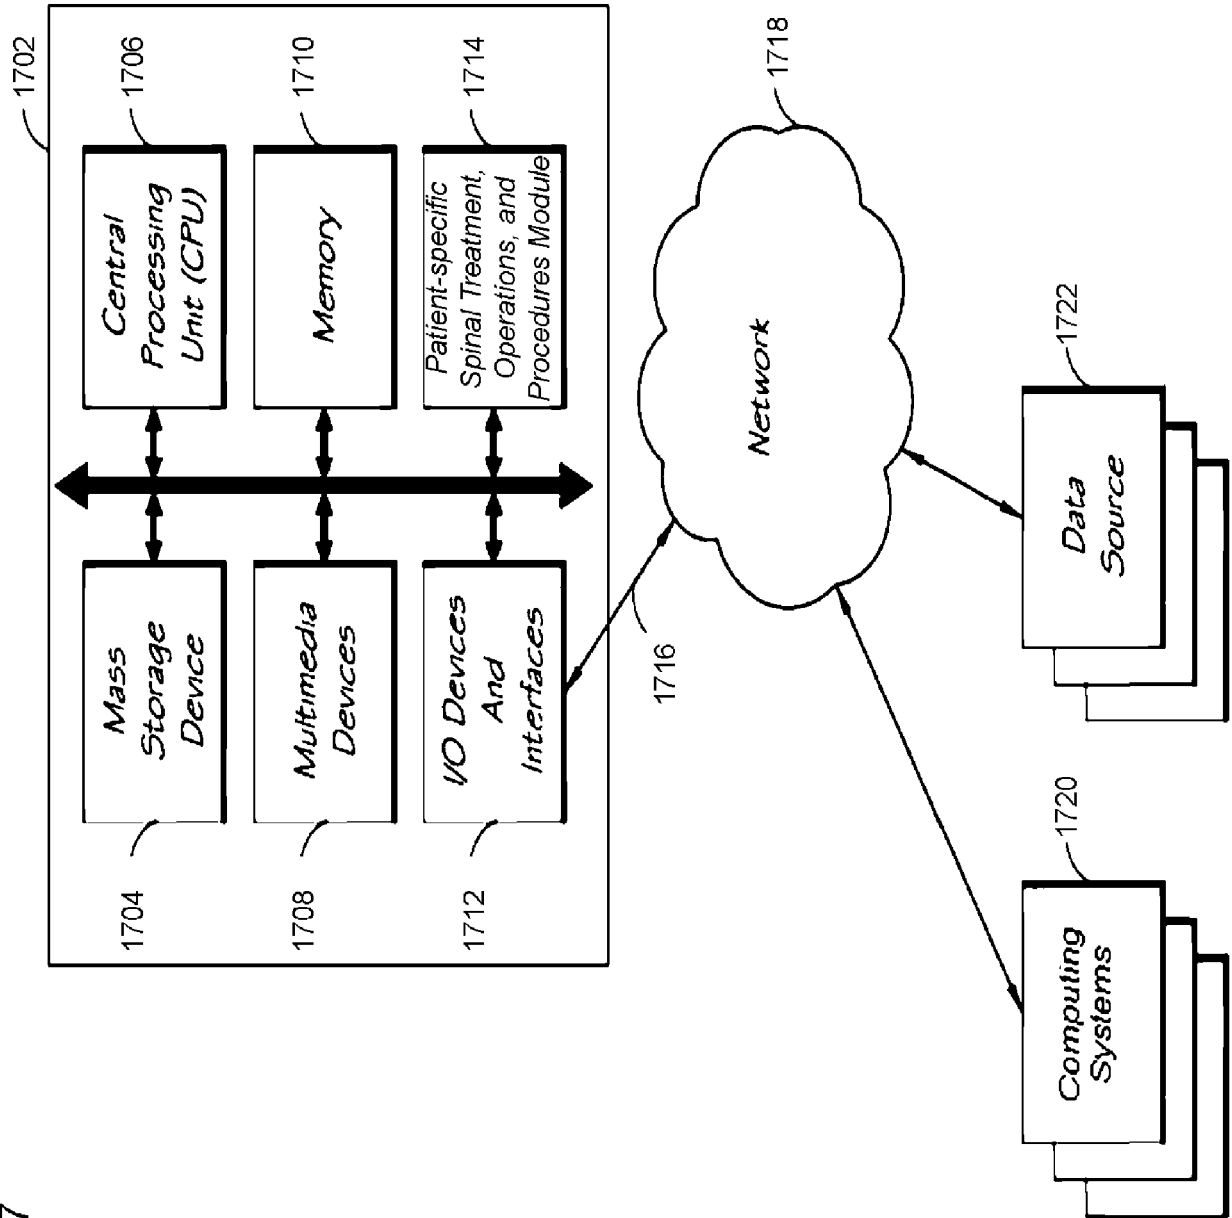 1702
1704
Mass
Storage
Device
Central
Processing
Unit (CPU)
1706
1708
Multimedia
Devices
Memory
1710
1712
I/O Devices
And
Interfaces
Patient-specific
Spinal Treatment,
Operations, and
Procedures Module
1714
1716
Network
1718
1720
Computing
Systems
1722
Data
Source
7